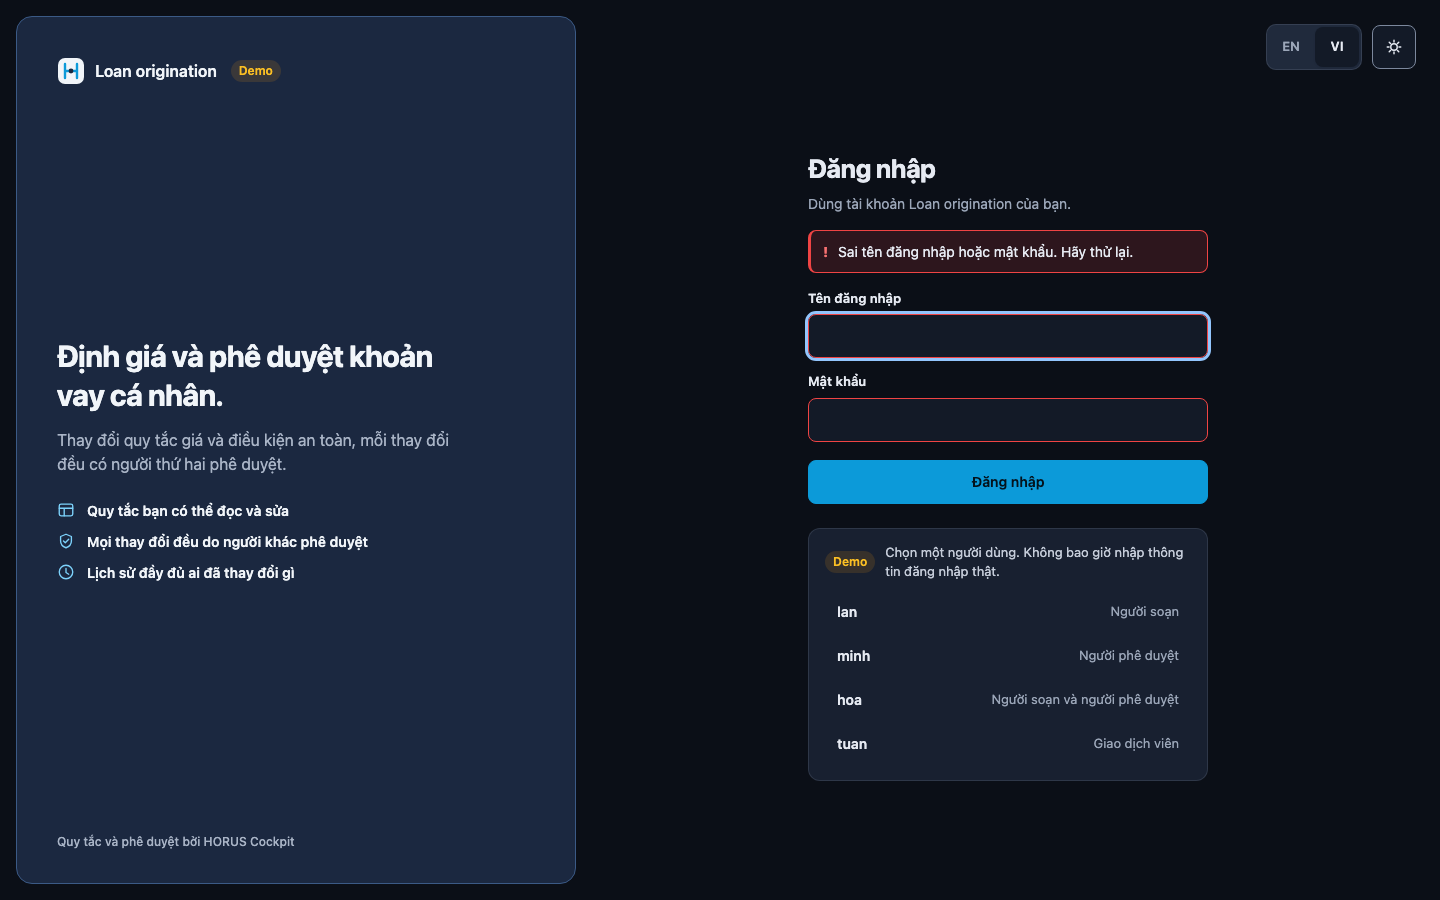 Loan origination Demo
EN VI
Định giá và phê duyệt khoản
vay cá nhân.
Thay đổi quy tắc giá và điều kiện an toàn, mỗi thay đổi
đều có người thứ hai phê duyệt.
Quy tắc bạn có thể đọc và sửa
Mọi thay đổi đều do người khác phê duyệt
Lịch sử đầy đủ ai đã thay đổi gì
Quy tắc và phê duyệt bởi HORUS Cockpit
Đăng nhập
Dùng tài khoản Loan origination của bạn.
! Sai tên đăng nhập hoặc mật khẩu. Hãy thử lại.
Tên đăng nhập
Mật khẩu
Đăng nhập
Demo
Chọn một người dùng. Không bao giờ nhập thông
tin đăng nhập thật.
lan Người soạn
minh Người phê duyệt
hoa Người soạn và người phê duyệt
tuan Giao dịch viên